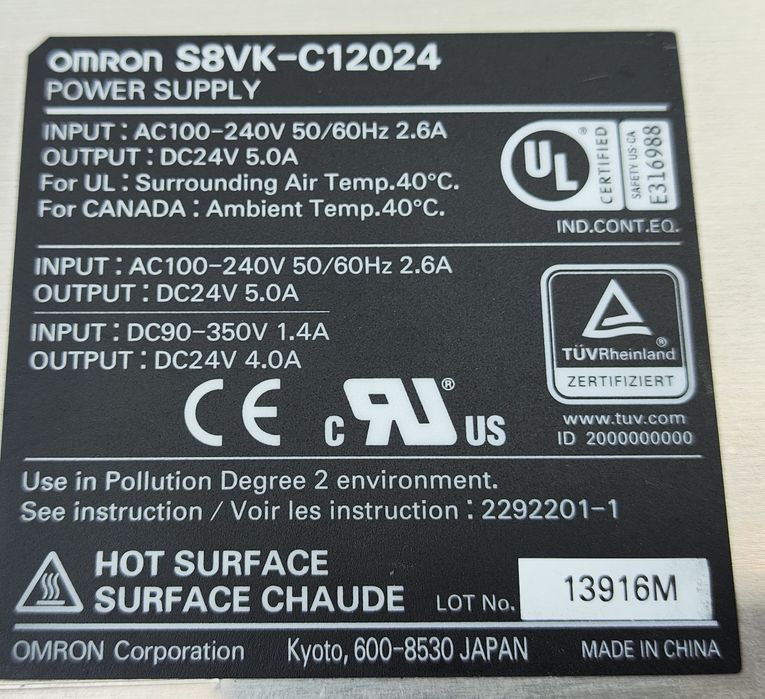 OMRON S8VK-C12024
POWER SUPPLY
INPUT : AC100-240V 50/60Hz 2.6A
OUTPUT : DC24V 5.0A
For UL : Surrounding Air Temp.40°C.
For CANADA : Ambient Temp.40°C.
UL ® CERTIFIED
SAFETY US-CA
E316988
IND.CONT.EQ.
INPUT : AC100-240V 50/60Hz 2.6A
OUTPUT : DC24V 5.0A
INPUT : DC90-350V 1.4A
OUTPUT : DC24V 4.0A
TÜVRheinland ®
ZERTIFIZIERT
www.tuv.com
ID 2000000000
CE c RU ® US
Use in Pollution Degree 2 environment.
See instruction / Voir les instruction : 2292201-1
HOT SURFACE
SURFACE CHAUDE
LOT No. 13916M
OMRON Corporation Kyoto, 600-8530 JAPAN MADE IN CHINA